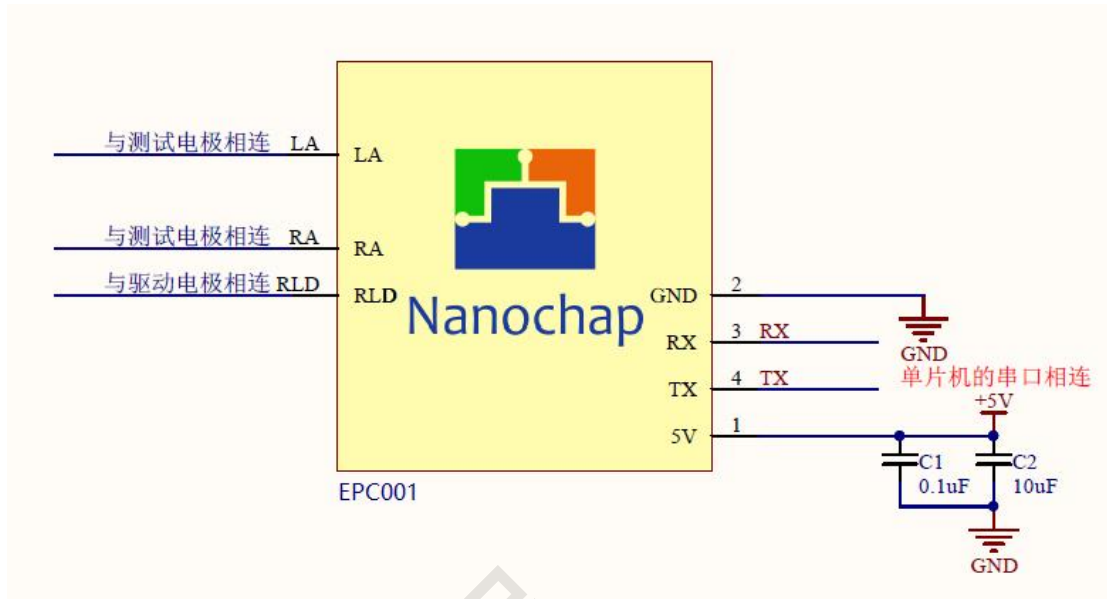 与测试电极相连 LA
LA
与测试电极相连 RA
RA
与驱动电极相连 RLD
RLD
Nanochap
GND 2
GND
RX 3 RX
单片机的串口相连
TX 4 TX
+5V
5V 1
C1
0.1uF
C2
10uF
GND
EPC001